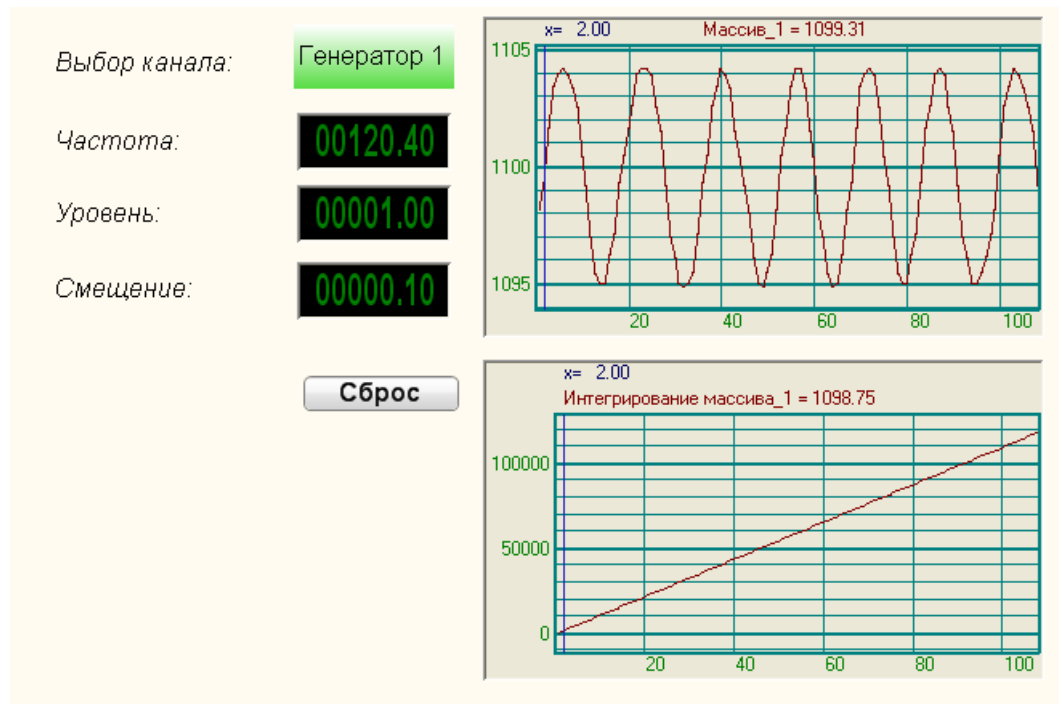 Выбор канала:
Генератор 1
Частота:
00120.40
Уровень:
00001.00
Смещение:
00000.10
Сброс
x= 2.00 Массив_1 = 1099.31
1105
1100
1095
20 40 60 80 100
x= 2.00
Интегрирование массива_1 = 1098.75
100000
50000
0
20 40 60 80 100